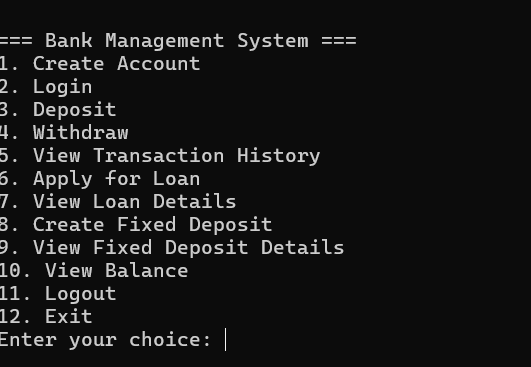 === Bank Management System ===
1. Create Account
2. Login
3. Deposit
4. Withdraw
5. View Transaction History
6. Apply for Loan
7. View Loan Details
8. Create Fixed Deposit
9. View Fixed Deposit Details
10. View Balance
11. Logout
12. Exit
Enter your choice: